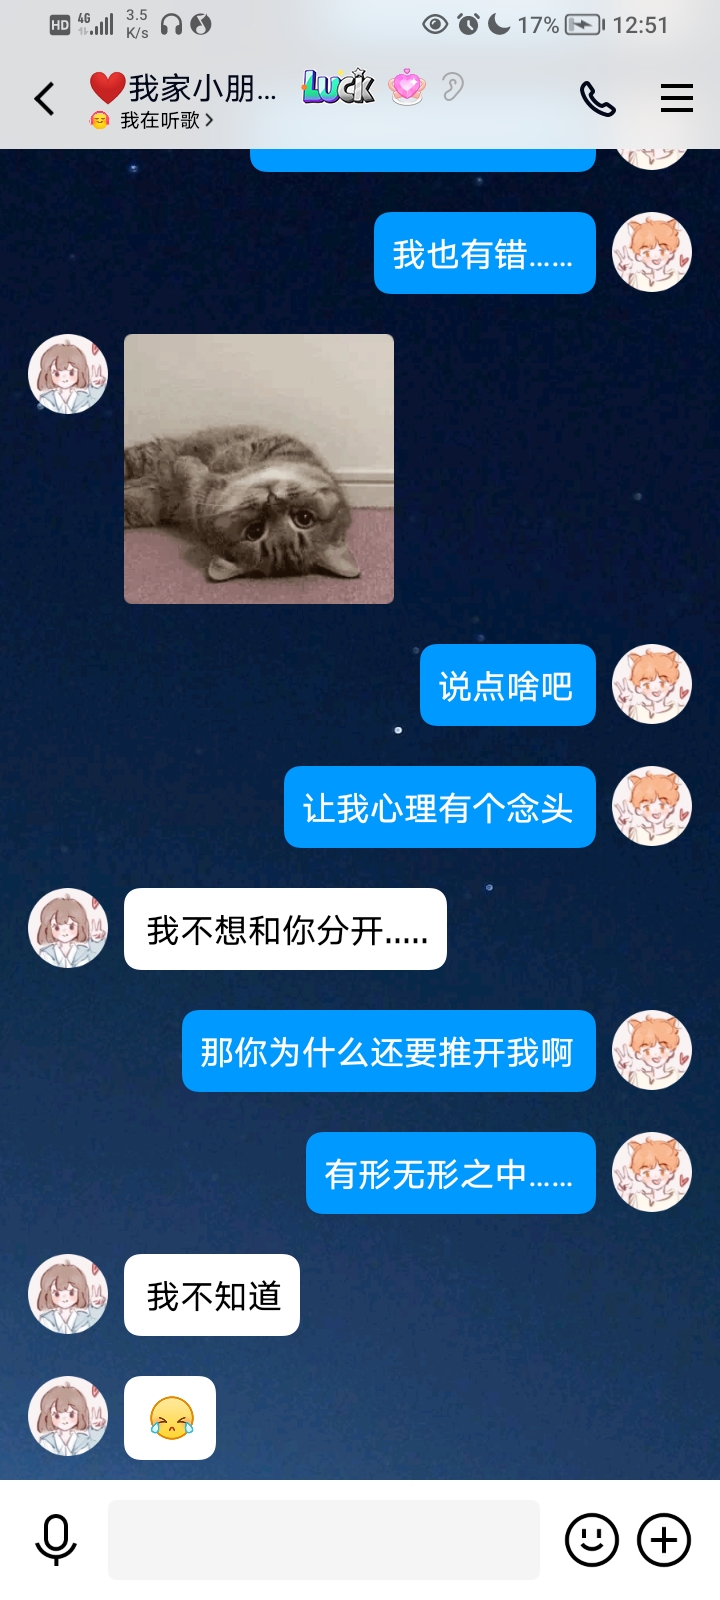 HD 4G 3.5 K/s 17% 12:51
我家小朋... LUCK
我在听歌
我也有错......
说点啥吧
让我心理有个念头
我不想和你分开.....
那你为什么还要推开我啊
有形无形之中......
我不知道